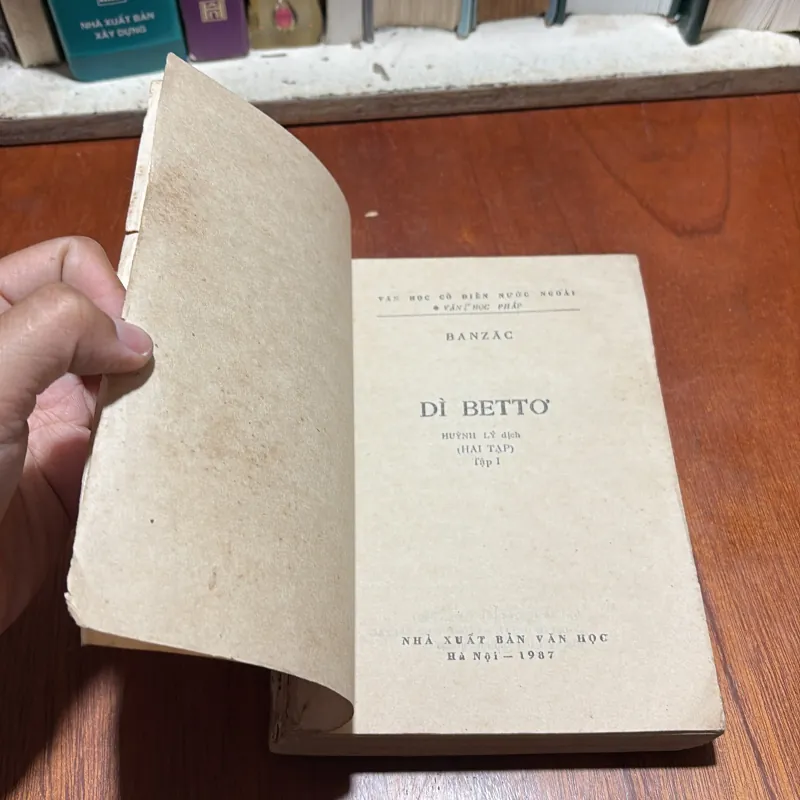 NHÀ XUẤT BẢN
XÂY DỰNG
VĂN HỌC CỔ ĐIỂN NƯỚC NGOÀI
VĂN HỌC PHÁP
BANZĂC
DÌ BETTƠ
HUỲNH LÝ dịch
(HAI TẬP)
Tập I
NHÀ XUẤT BẢN VĂN HỌC
Hà Nội — 1987